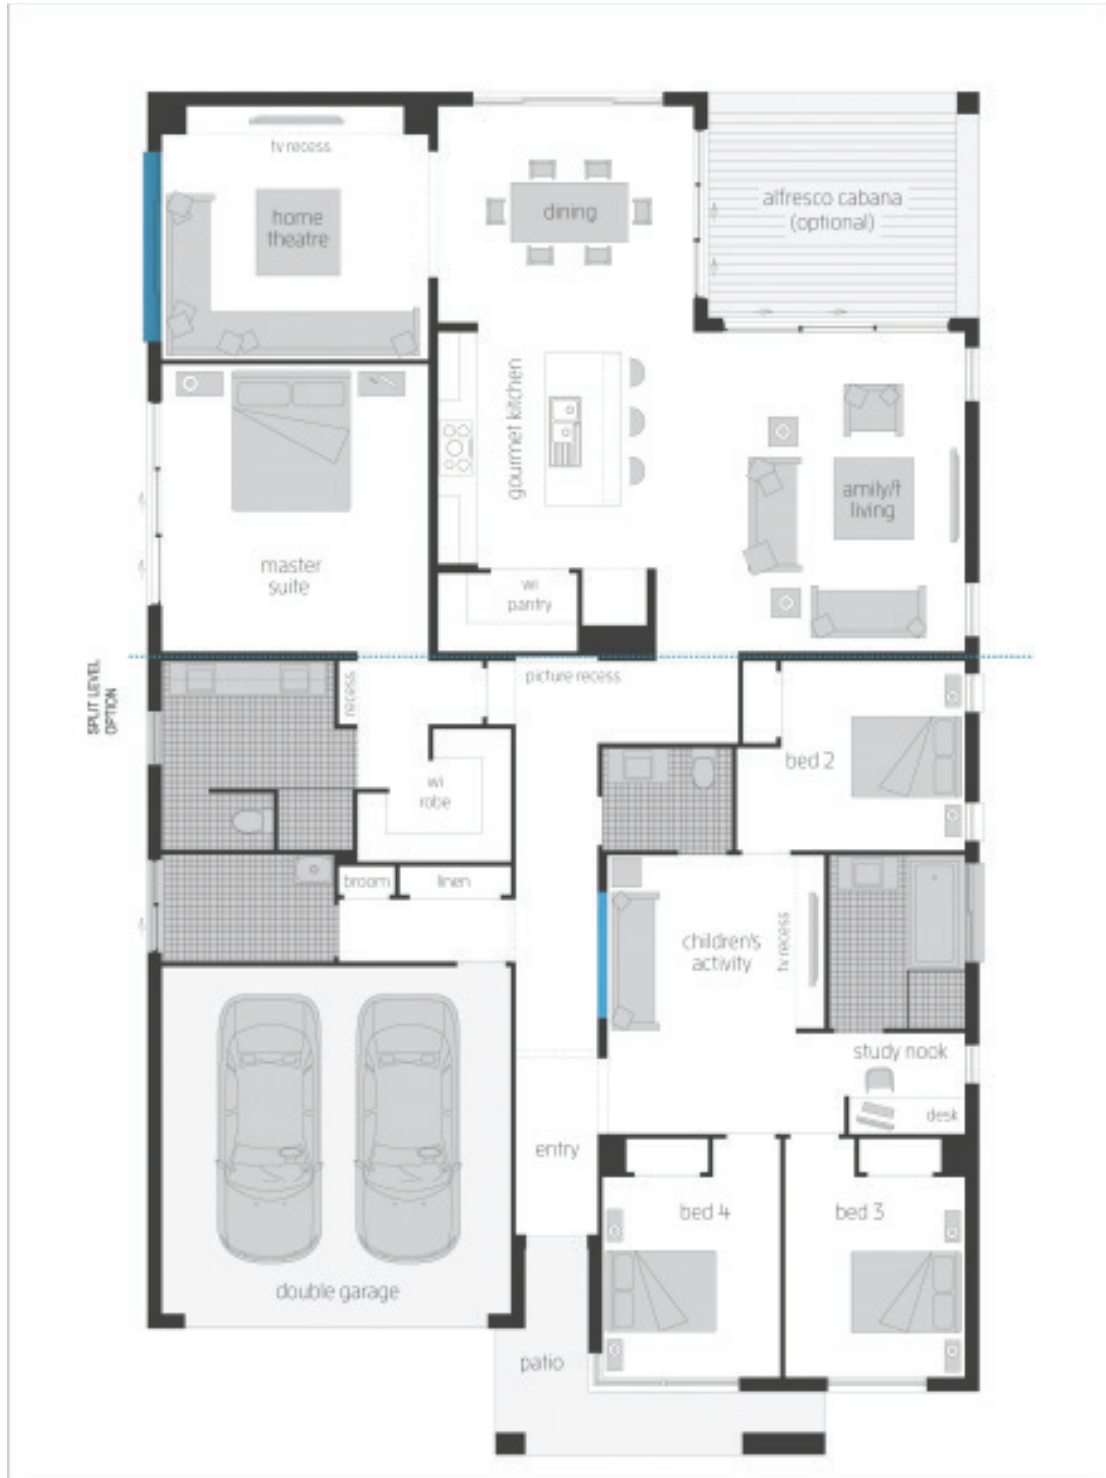 tv recess
home
theatre
dining
alfresco cabana
(optional)
gourmet kitchen
amily/f
living
master
suite
wi
pantry
SPLIT LEVEL
OPTION
recess
picture recess
bed 2
wi
robe
broom
linen
children's
activity
tv recess
study nook
desk
entry
bed 4
bed 3
double garage
patio